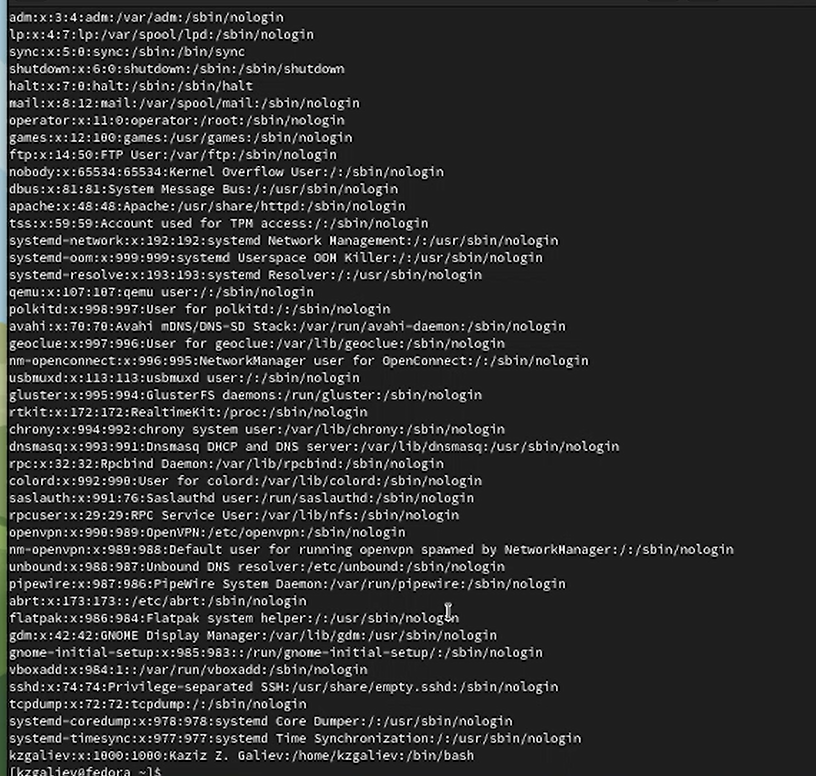 adm:x:3:4:adm:/var/adm:/sbin/nologin
lp:x:4:7:lp:/var/spool/lpd:/sbin/nologin
sync:x:5:0:sync:/sbin:/bin/sync
shutdown:x:6:0:shutdown:/sbin:/sbin/shutdown
halt:x:7:0:halt:/sbin:/sbin/halt
mail:x:8:12:mail:/var/spool/mail:/sbin/nologin
operator:x:11:0:operator:/root:/sbin/nologin
games:x:12:100:games:/usr/games:/sbin/nologin
ftp:x:14:50:FTP User:/var/ftp:/sbin/nologin
nobody:x:65534:65534:Kernel Overflow User:/:/sbin/nologin
dbus:x:81:81:System Message Bus:/:/usr/sbin/nologin
apache:x:48:48:Apache:/usr/share/httpd:/sbin/nologin
tss:x:59:59:Account used for TPM access:/:/sbin/nologin
systemd-network:x:192:192:systemd Network Management:/:/usr/sbin/nologin
systemd-oom:x:999:999:systemd Userspace OOM Killer:/:/usr/sbin/nologin
systemd-resolve:x:193:193:systemd Resolver:/:/usr/sbin/nologin
qemu:x:107:107:qemu user:/:/sbin/nologin
polkitd:x:998:997:User for polkitd:/:/sbin/nologin
avahi:x:70:70:Avahi mDNS/DNS-SD Stack:/var/run/avahi-daemon:/sbin/nologin
geoclue:x:997:996:User for geoclue:/var/lib/geoclue:/sbin/nologin
nm-openconnect:x:996:995:NetworkManager user for OpenConnect:/:/sbin/nologin
usbmuxd:x:113:113:usbmuxd user:/:/sbin/nologin
gluster:x:995:994:GlusterFS daemons:/run/gluster:/sbin/nologin
rtkit:x:172:172:RealtimeKit:/proc:/sbin/nologin
chrony:x:994:992:chrony system user:/var/lib/chrony:/sbin/nologin
dnsmasq:x:993:991:Dnsmasq DHCP and DNS server:/var/lib/dnsmasq:/usr/sbin/nologin
rpc:x:32:32:Rpcbind Daemon:/var/lib/rpcbind:/sbin/nologin
colord:x:992:990:User for colord:/var/lib/colord:/sbin/nologin
saslauth:x:991:76:Saslauthd user:/run/saslauthd:/sbin/nologin
rpcuser:x:29:29:RPC Service User:/var/lib/nfs:/sbin/nologin
openvpn:x:990:989:OpenVPN:/etc/openvpn:/sbin/nologin
nm-openvpn:x:989:988:Default user for running openvpn spawned by NetworkManager:/:/sbin/nologin
unbound:x:988:987:Unbound DNS resolver:/etc/unbound:/sbin/nologin
pipewire:x:987:986:PipeWire System Daemon:/var/run/pipewire:/sbin/nologin
abrt:x:173:173::/etc/abrt:/sbin/nologin
flatpak:x:986:984:Flatpak system helper:/:/usr/sbin/nologin
gdm:x:42:42:GNOME Display Manager:/var/lib/gdm:/usr/sbin/nologin
gnome-initial-setup:x:985:983::/run/gnome-initial-setup/:/sbin/nologin
vboxadd:x:984:1::/var/run/vboxadd:/sbin/nologin
sshd:x:74:74:Privilege-separated SSH:/usr/share/empty.sshd:/sbin/nologin
tcpdump:x:72:72:tcpdump:/:/sbin/nologin
systemd-coredump:x:978:978:systemd Core Dumper:/:/usr/sbin/nologin
systemd-timesync:x:977:977:systemd Time Synchronization:/:/usr/sbin/nologin
kzgaliev:x:1000:1000:Kaziz Z. Galiev:/home/kzgaliev:/bin/bash
[kzgaliev@fedora ~]$